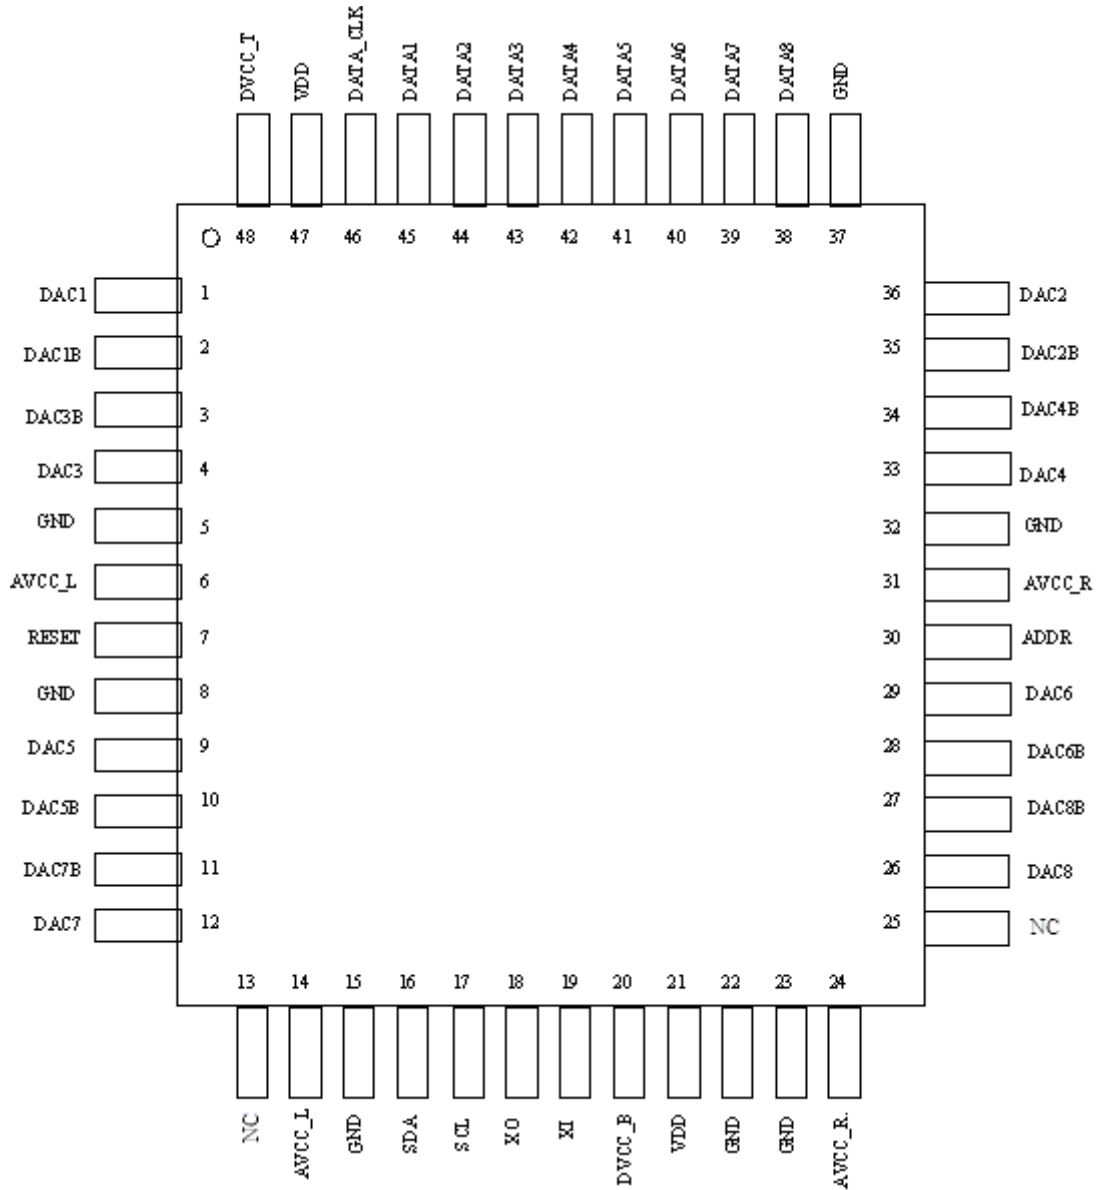 DVCC_T VDD DATA_CLK DATA1 DATA2 DATA3 DATA4 DATA5 DATA6 DATA7 DATA8 GND
48 47 46 45 44 43 42 41 40 39 38 37
DAC1 1 36 DAC2
DAC1B 2 35 DAC2B
DAC3B 3 34 DAC4B
DAC3 4 33 DAC4
GND 5 32 GND
AVCC_L 6 31 AVCC_R
RESET 7 30 ADDR
GND 8 29 DAC6
DAC5 9 28 DAC6B
DAC5B 10 27 DAC8B
DAC7B 11 26 DAC8
DAC7 12 25 NC
13 14 15 16 17 18 19 20 21 22 23 24
NC AVCC_L GND SDA SCL XO XI DVCC_B VDD GND GND AVCC_R.